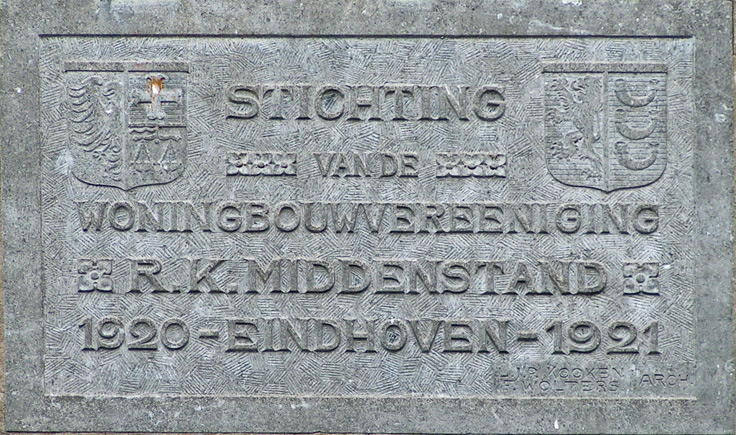 STICHTING
VAN DE
WONINGBOUWVEREENIGING
R.K. MIDDENSTAND
1920-EINDHOVEN-1921
KOOKEN ARCH
WOLTERS